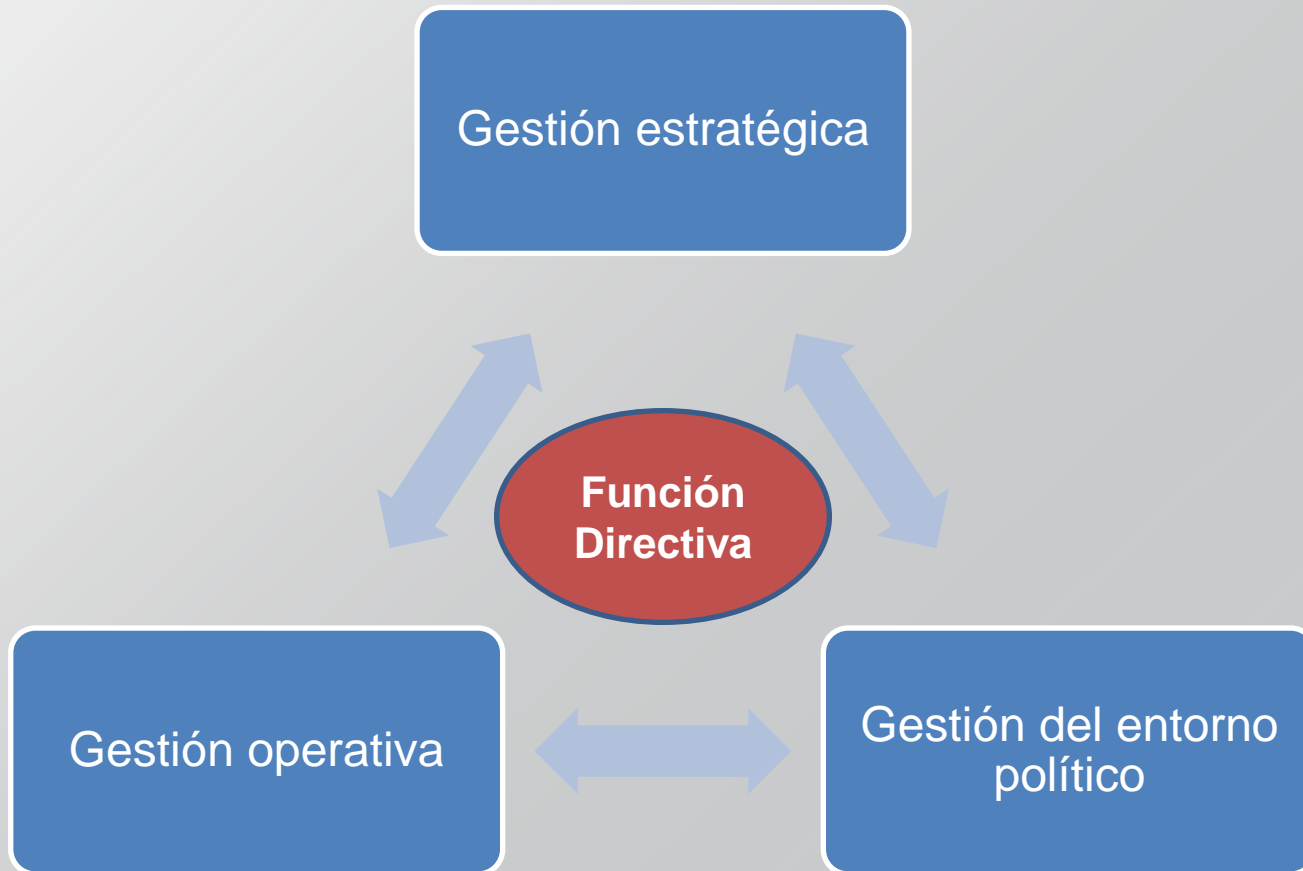 Gestión estratégica
Función
Directiva
Gestión operativa
Gestión del entorno
político